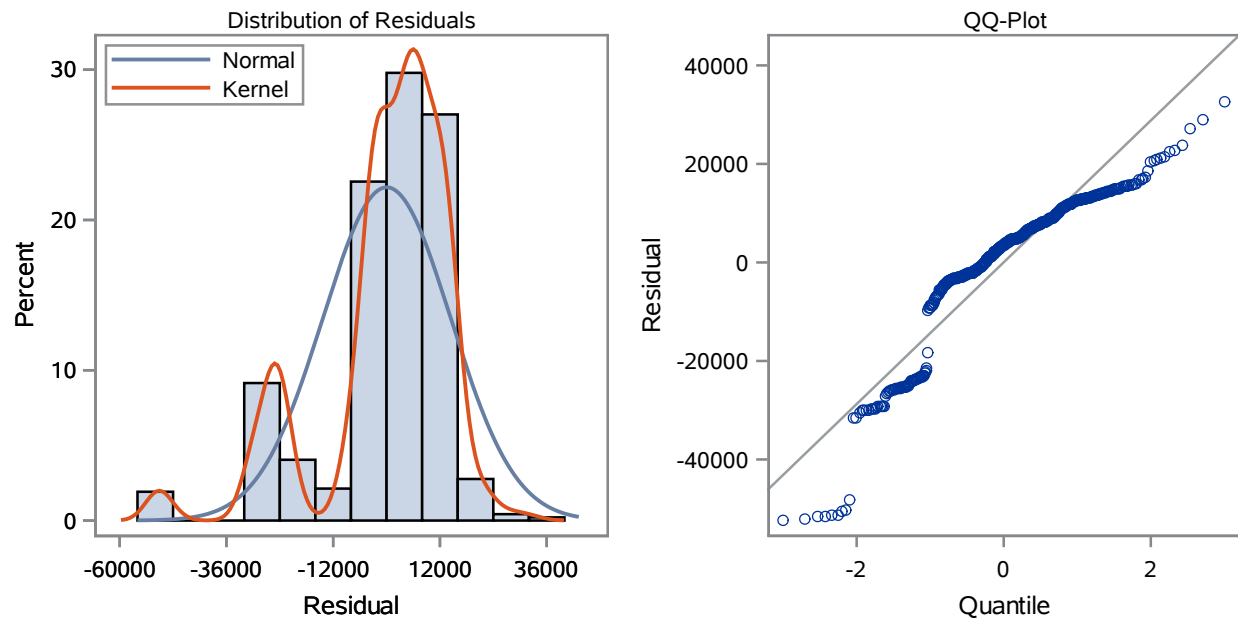 Distribution of Residuals
Normal
Kernel
30
20
10
0
Percent
-60000
-36000
-12000
12000
36000
Residual
QQ-Plot
40000
20000
0
-20000
-40000
Residual
-2
0
2
Quantile